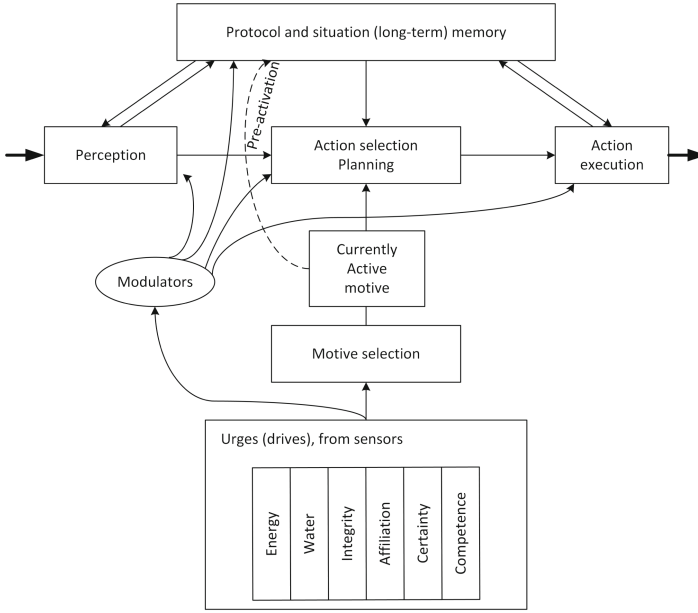 Protocol and situation (long-term) memory
Pre-activation
Perception
Action selection
Planning
Action
execution
Modulators
Currently
Active
motive
Motive selection
Urges (drives), from sensors
Energy
Water
Integrity
Affiliation
Certainty
Competence